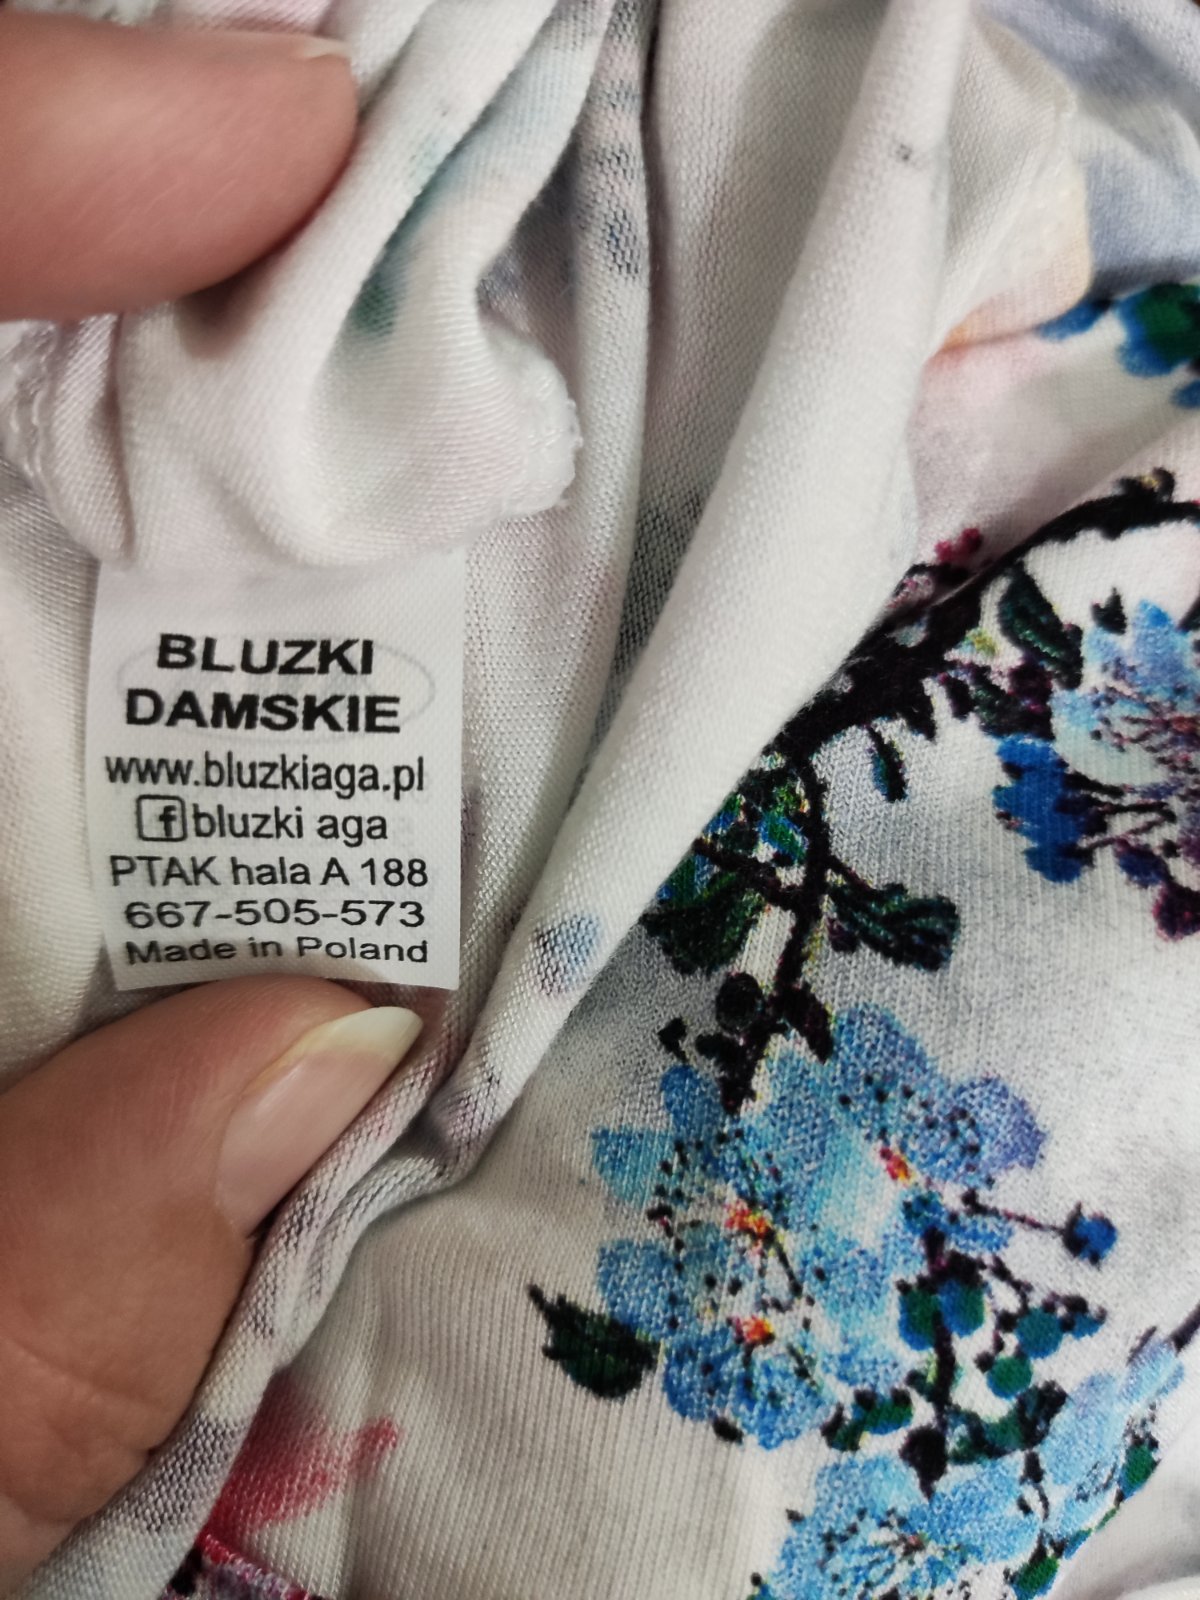 BLUZKI
DAMSKIE
www.bluzkiaga.pl
f bluzki aga
PTAK hala A 188
667-505-573
Made in Poland